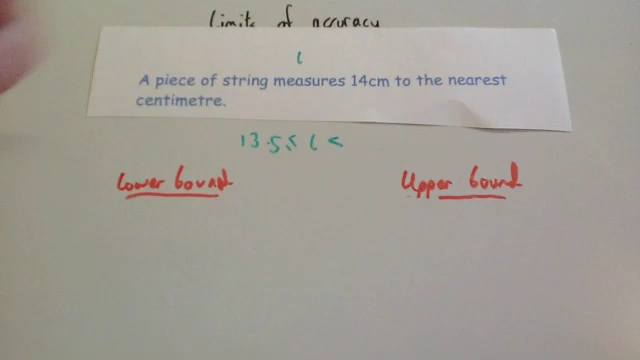 Limits of accuracy
l
A piece of string measures 14cm to the nearest
centimetre.
13.5 ≤ l <
Lower bound
Upper bound